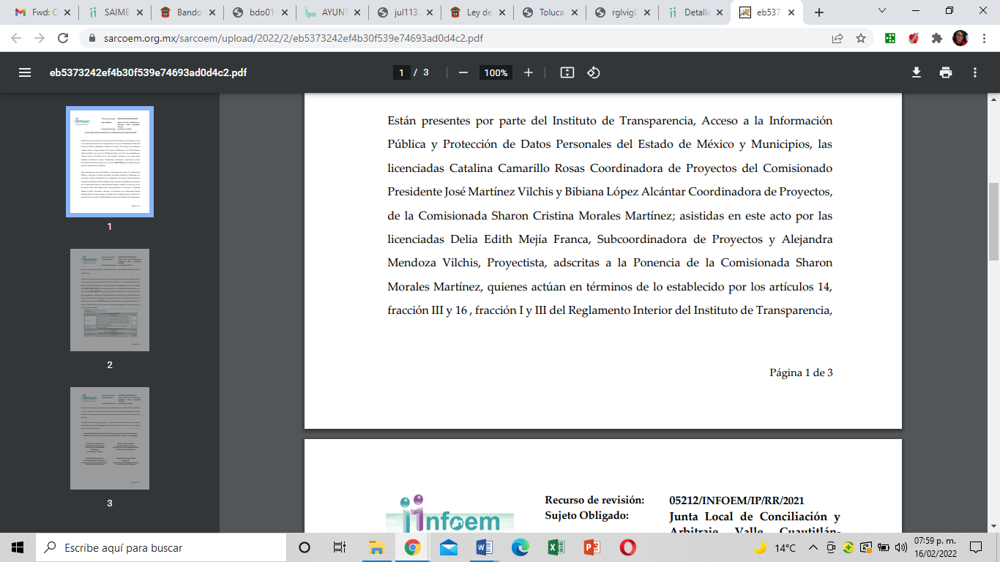 Fwd: C
SAIME
Bando
bdo01
AYUNT
jul113
Ley de
Toluca
rglvig0
Detalle
eb537
sarcoem.org.mx/sarcoem/upload/2022/2/eb5373242ef4b30f539e74693ad0d4c2.pdf
eb5373242ef4b30f539e74693ad0d4c2.pdf
1 / 3
100%
1
2
3
Están presentes por parte del Instituto de Transparencia, Acceso a la Información
Pública y Protección de Datos Personales del Estado de México y Municipios, las
licenciadas Catalina Camarillo Rosas Coordinadora de Proyectos del Comisionado
Presidente José Martínez Vilchis y Bibiana López Alcántar Coordinadora de Proyectos,
de la Comisionada Sharon Cristina Morales Martínez; asistidas en este acto por las
licenciadas Delia Edith Mejía Franca, Subcoordinadora de Proyectos y Alejandra
Mendoza Vilchis, Proyectista, adscritas a la Ponencia de la Comisionada Sharon
Morales Martínez, quienes actúan en términos de lo establecido por los artículos 14,
fracción III y 16 , fracción I y III del Reglamento Interior del Instituto de Transparencia,
Página 1 de 3
infoem
Recurso de revisión: 05212/INFOEM/IP/RR/2021
Sujeto Obligado: Junta Local de Conciliación y
Arbitraje Valle Cuautitlán-
Escribe aquí para buscar
14°C
07:59 p. m.
16/02/2022